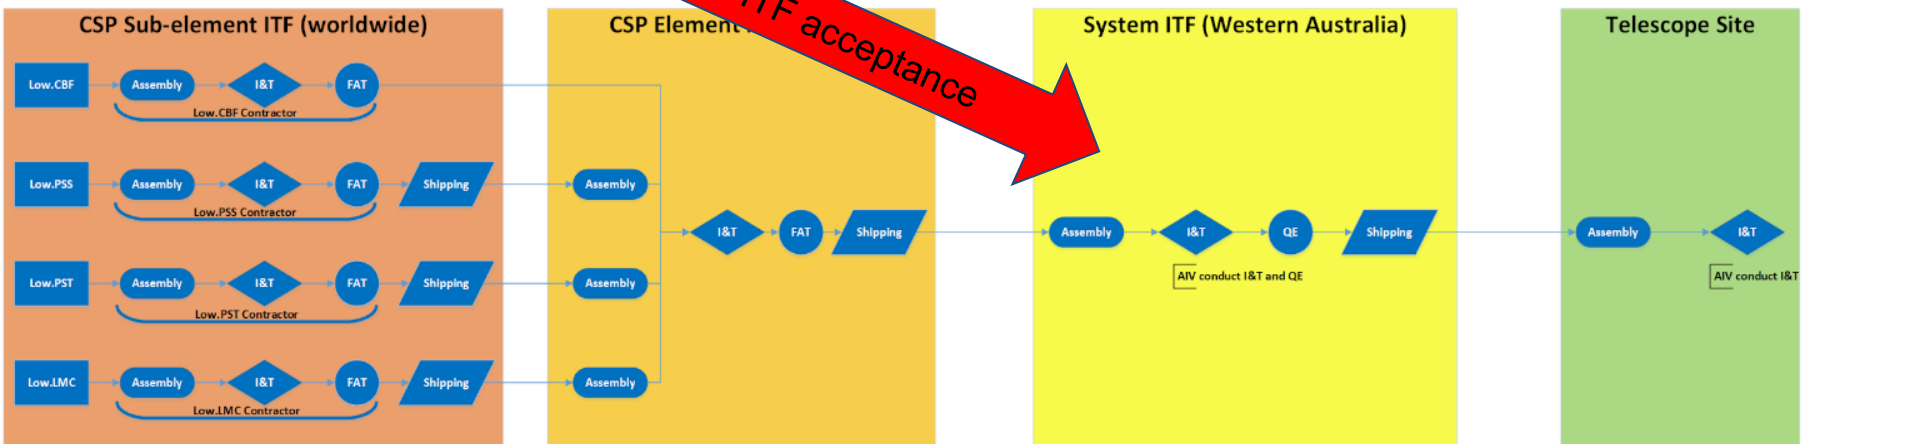 CSP Sub-element ITF (worldwide)
CSP Element
ITF acceptance
System ITF (Western Australia)
Telescope Site
Low.CBF
Assembly
I&T
FAT
Low.CBF Contractor
Low.PSS
Assembly
I&T
FAT
Shipping
Assembly
Low.PSS Contractor
I&T
FAT
Shipping
Assembly
I&T
QE
Shipping
Assembly
I&T
AIV conduct I&T and QE
AIV conduct I&T
Low.PST
Assembly
I&T
FAT
Shipping
Assembly
Low.PST Contractor
Low.LMC
Assembly
I&T
FAT
Shipping
Assembly
Low.LMC Contractor